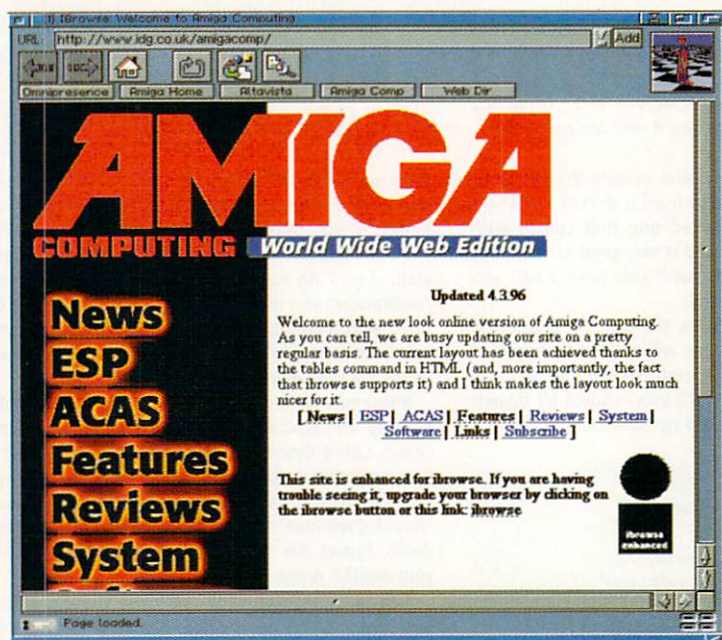 1) IBrowse: Welcome to Amiga Computing
URL: http://www.idg.co.uk/amigacomp/ Add
Omnipresence Amiga Home Altavista Amiga Comp Web Dir
AMIGA
COMPUTING World Wide Web Edition
News
ESP
ACAS
Features
Reviews
System
Updated 4.3.96
Welcome to the new look online version of Amiga Computing.
As you can tell, we are busy updating our site on a pretty
regular basis. The current layout has been achieved thanks to
the tables command in HTML (and, more importantly, the fact
that ibrowse supports it) and I think makes the layout look much
nicer for it.
[ News | ESP | ACAS | Features | Reviews | System |
Software | Links | Subscribe ]
This site is enhanced for ibrowse. If you are having
trouble seeing it, upgrade your browser by clicking on
the ibrowse button or this link: ibrowse
ibrowse
enhanced
Page loaded.